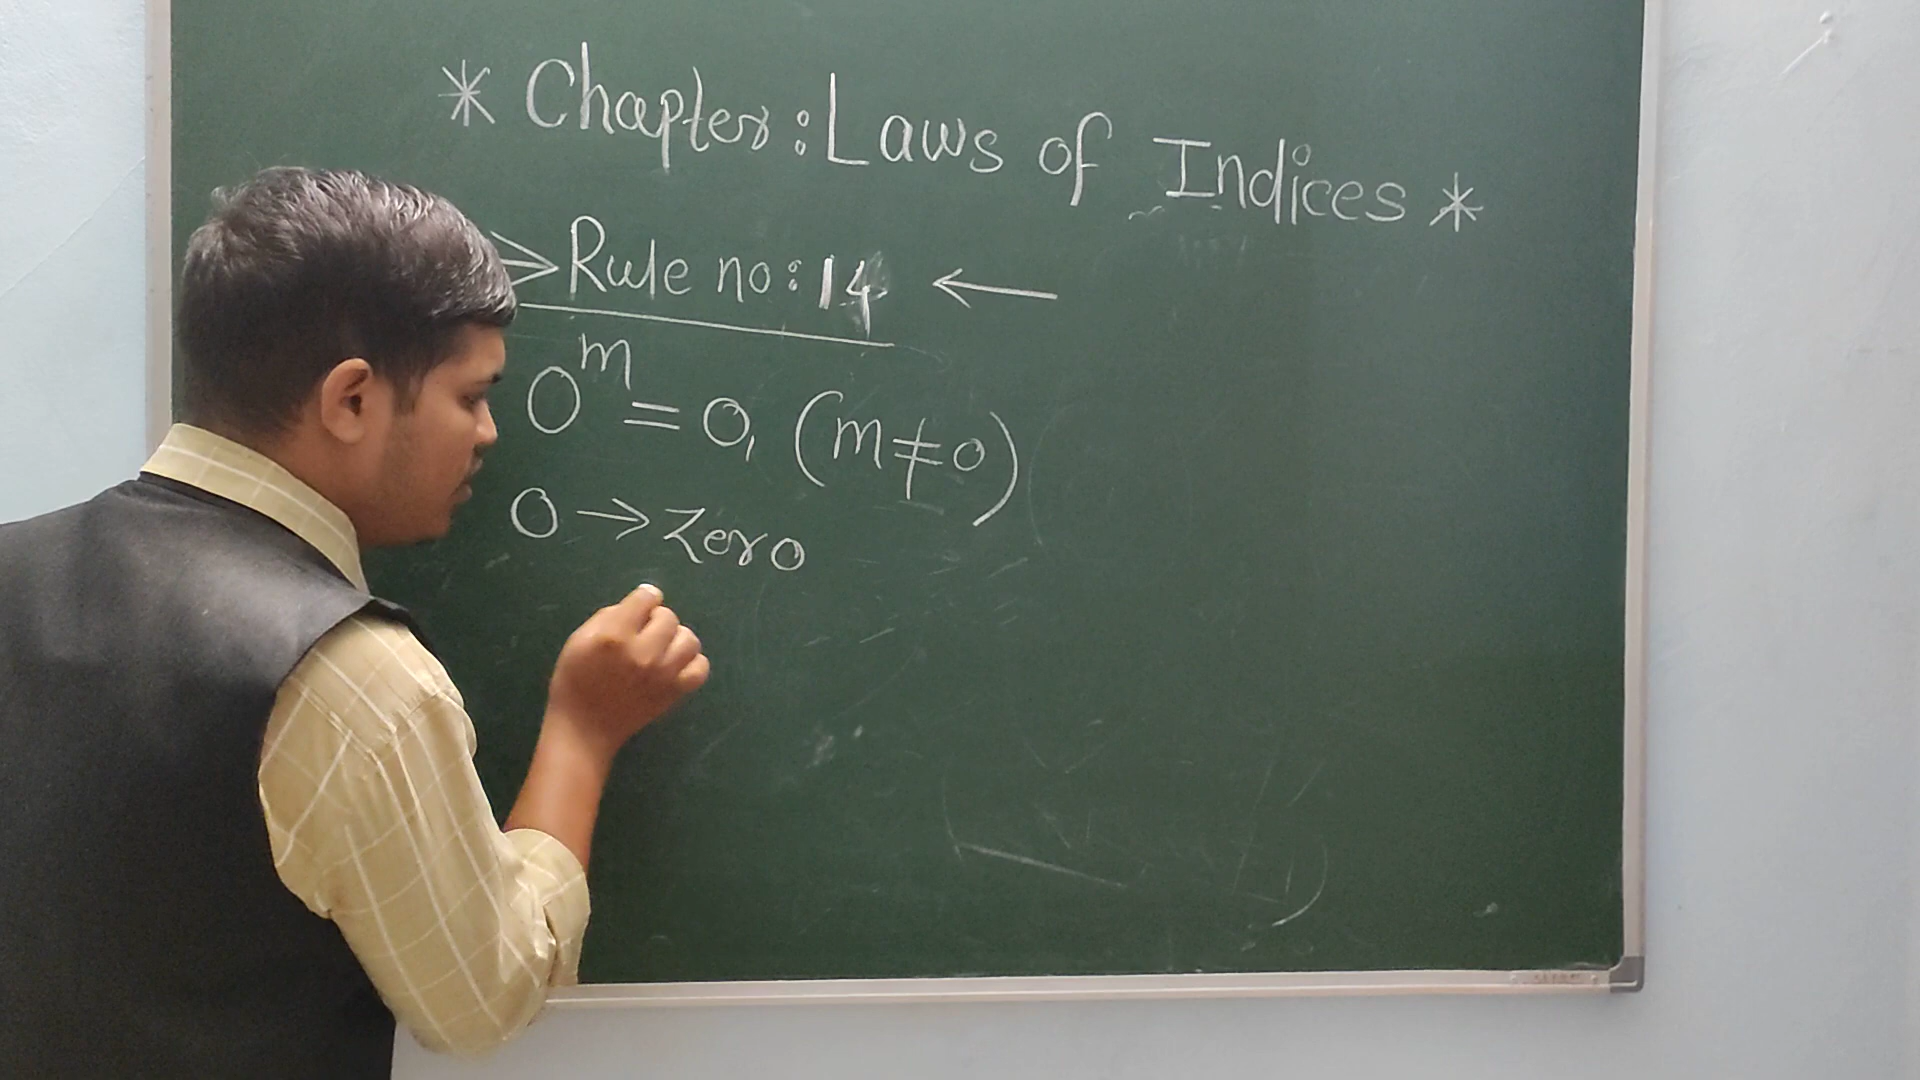 * Chapter : Laws of Indices *
⇒ Rule no : 14 ←
0^m = 0, (m ≠ 0)
0 → Zero